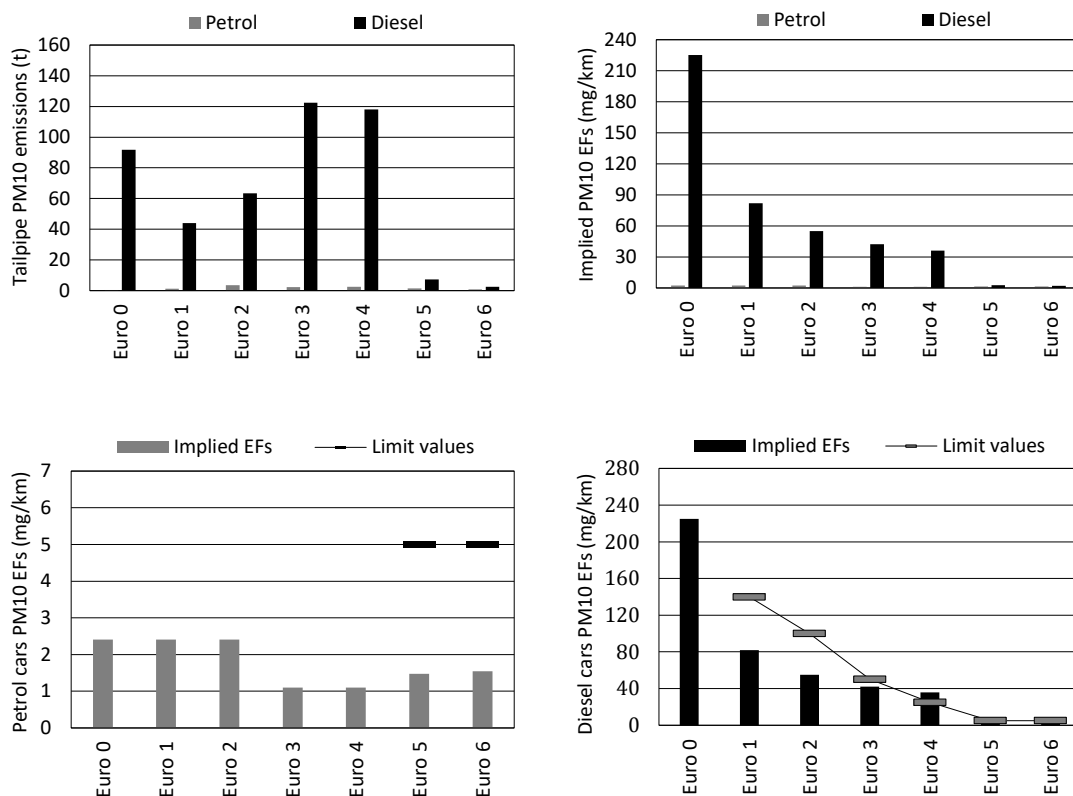 Petrol Diesel
Tailpipe PM10 emissions (t)
160
140
120
100
80
60
40
20
0
Euro 0 Euro 1 Euro 2 Euro 3 Euro 4 Euro 5 Euro 6
Petrol Diesel
Implied PM10 EFs (mg/km)
240
210
180
150
120
90
60
30
0
Euro 0 Euro 1 Euro 2 Euro 3 Euro 4 Euro 5 Euro 6
Implied EFs Limit values
Petrol cars PM10 EFs (mg/km)
7
6
5
4
3
2
1
0
Euro 0 Euro 1 Euro 2 Euro 3 Euro 4 Euro 5 Euro 6
Implied EFs Limit values
Diesel cars PM10 EFs (mg/km)
280
240
200
160
120
80
40
0
Euro 0 Euro 1 Euro 2 Euro 3 Euro 4 Euro 5 Euro 6